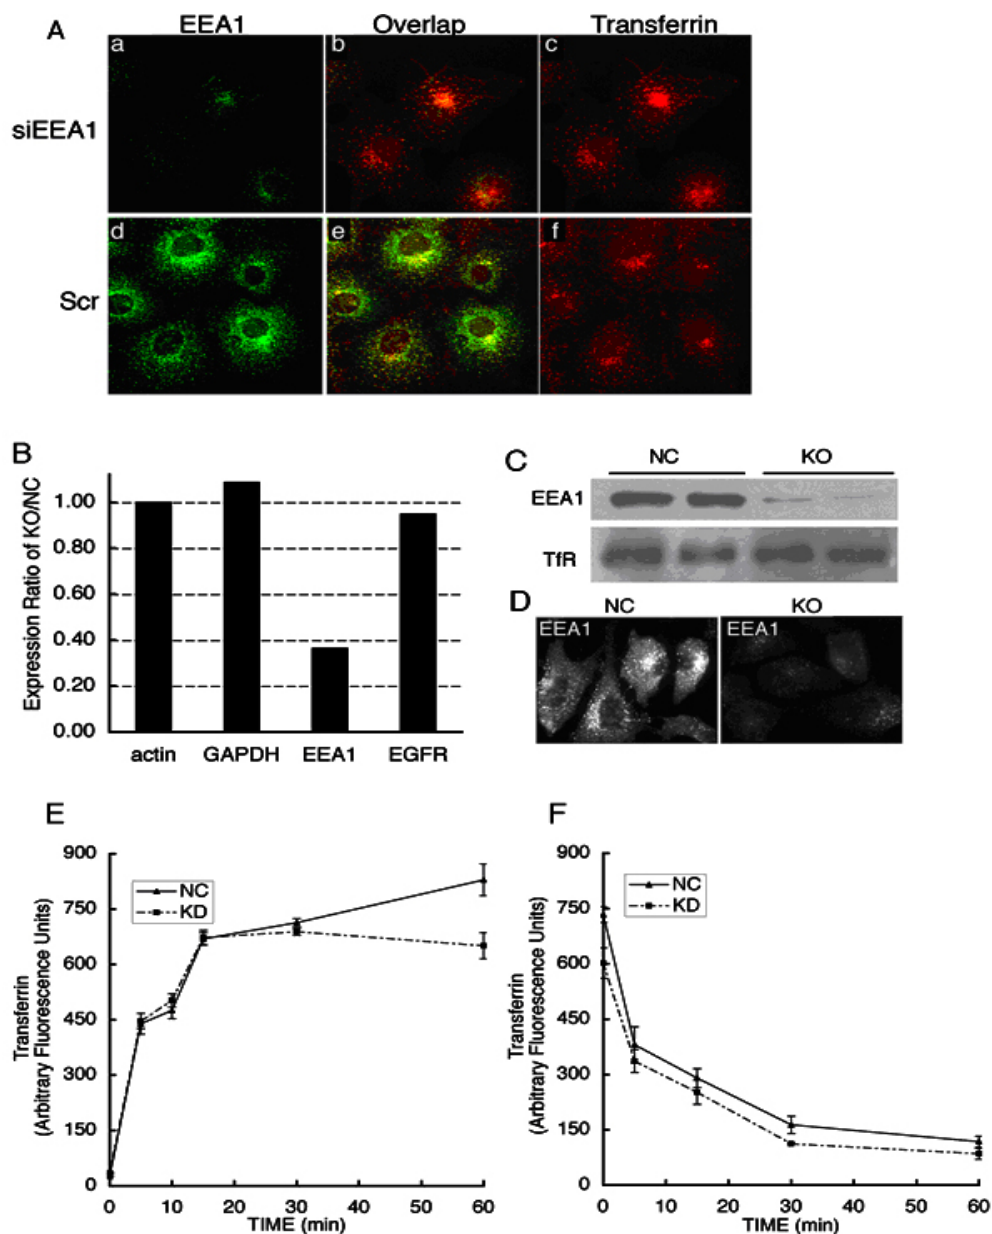 A
EEA1 Overlap Transferrin
a b c
siEEA1
d e f
Scr
B
Expression Ratio of KO/NC
1.00
0.80
0.60
0.40
0.20
0.00
actin GAPDH EEA1 EGFR
C
NC KO
EEA1
TfR
D
NC KO
EEA1 EEA1
E
Transferrin
(Arbitrary Fluorescence Units)
900
750
600
450
300
150
0
NC
KD
0 10 20 30 40 50 60
TIME (min)
F
Transferrin
(Arbitrary Fluorescence Units)
900
750
600
450
300
150
0
NC
KD
0 10 20 30 40 50 60
TIME (min)